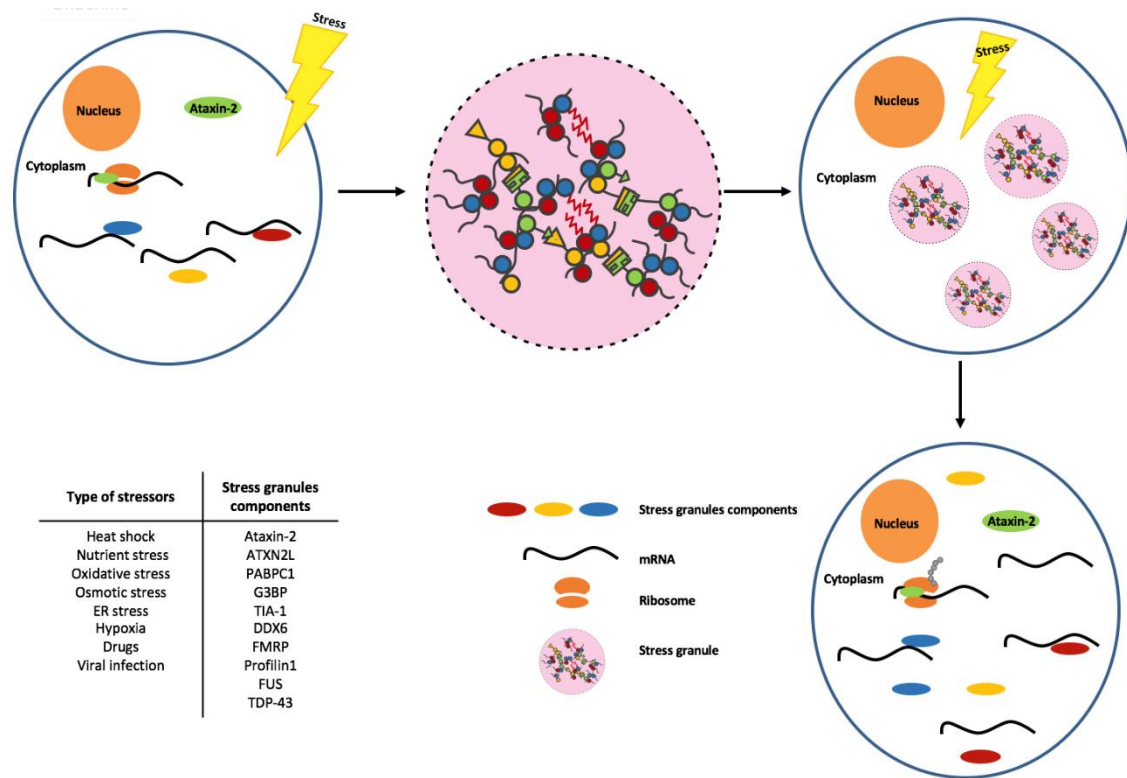 Stress
Nucleus
Ataxin-2
Cytoplasm
Stress
Nucleus
Cytoplasm
Type of stressors
Stress granules components
Heat shock
Ataxin-2
Nutrient stress
ATXN2L
Oxidative stress
PABPC1
Osmotic stress
G3BP
ER stress
TIA-1
Hypoxia
DDX6
Drugs
FMRP
Viral infection
Profilin1
FUS
TDP-43
Stress granules components
mRNA
Ribosome
Stress granule
Nucleus
Ataxin-2
Cytoplasm